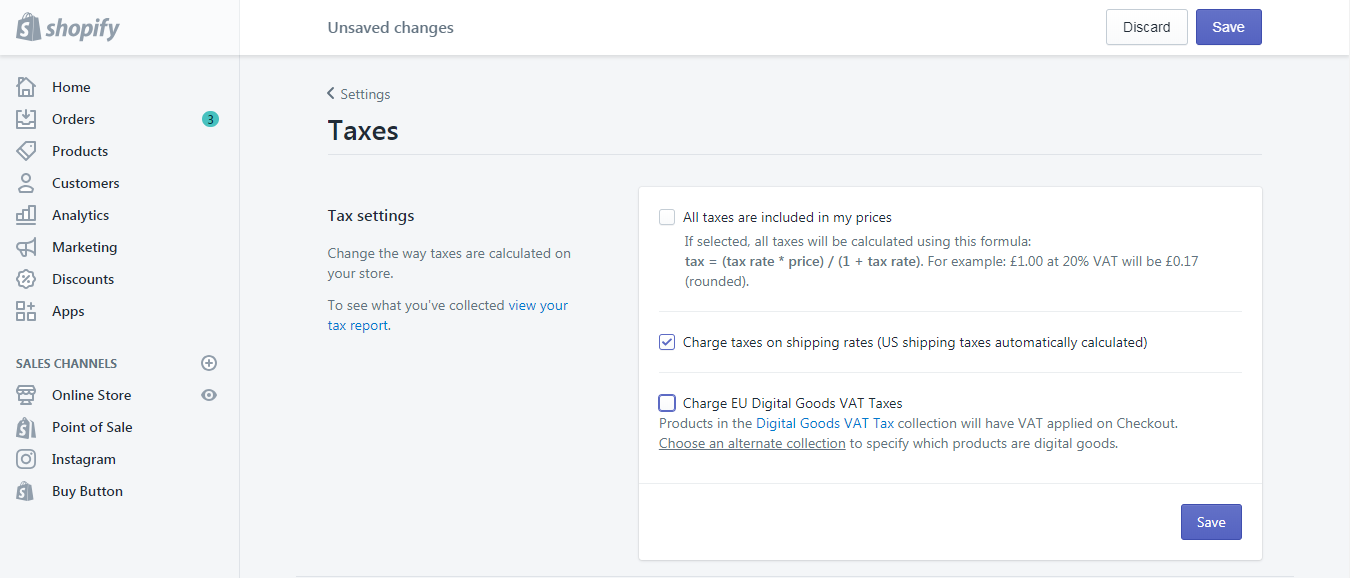 shopify
Unsaved changes
Discard
Save
Home
Orders
3
Products
Customers
Analytics
Marketing
Discounts
Apps
SALES CHANNELS
Online Store
Point of Sale
Instagram
Buy Button
Settings
Taxes
Tax settings
Change the way taxes are calculated on
your store.
To see what you've collected view your
tax report.
All taxes are included in my prices
If selected, all taxes will be calculated using this formula:
tax = (tax rate * price) / (1 + tax rate). For example: £1.00 at 20% VAT will be £0.17
(rounded).
Charge taxes on shipping rates (US shipping taxes automatically calculated)
Charge EU Digital Goods VAT Taxes
Products in the Digital Goods VAT Tax collection will have VAT applied on Checkout.
Choose an alternate collection to specify which products are digital goods.
Save